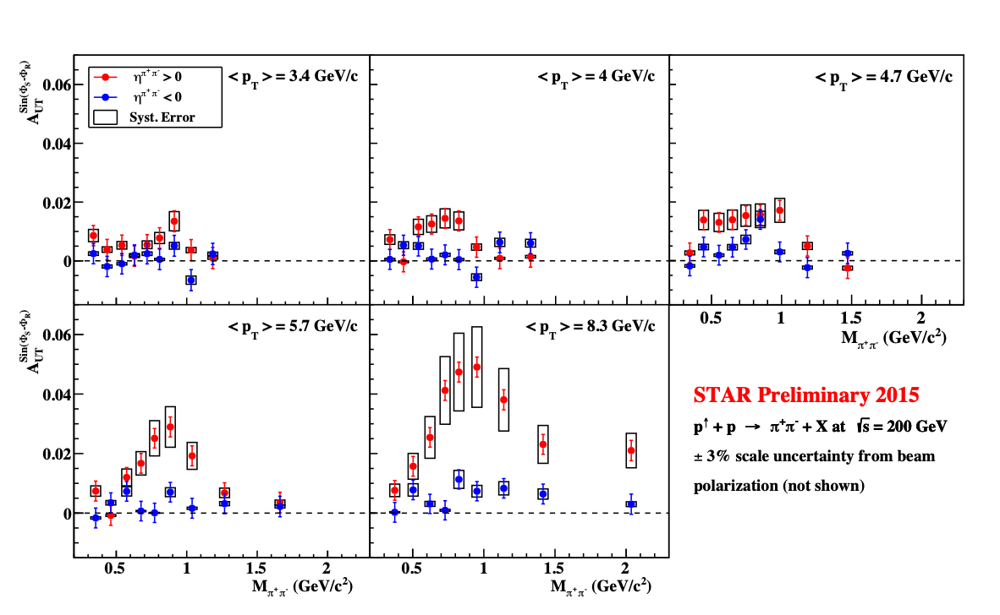 A_UT^Sin(Φ_S-Φ_R)
0.06
0.04
0.02
0
η^π⁺π⁻ > 0
η^π⁺π⁻ < 0
Syst. Error
< p_T > = 3.4 GeV/c
< p_T > = 4 GeV/c
< p_T > = 4.7 GeV/c
0.5 1 1.5 2
M_π⁺π⁻ (GeV/c²)
A_UT^Sin(Φ_S-Φ_R)
0.06
0.04
0.02
0
< p_T > = 5.7 GeV/c
0.5 1 1.5 2
M_π⁺π⁻ (GeV/c²)
< p_T > = 8.3 GeV/c
0.5 1 1.5 2
M_π⁺π⁻ (GeV/c²)
STAR Preliminary 2015
p↑ + p → π⁺π⁻ + X at √s = 200 GeV
± 3% scale uncertainty from beam
polarization (not shown)